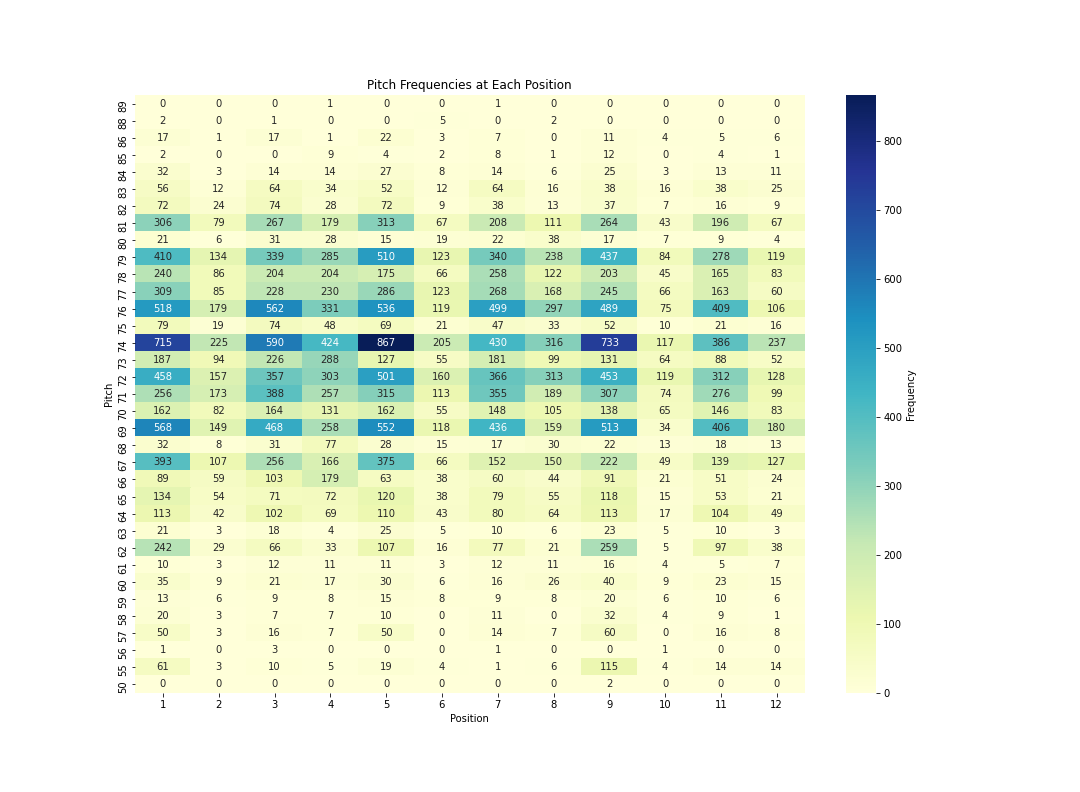 Pitch Frequencies at Each Position
89 0 0 0 1 0 0 1 0 0 0 0 0
88 2 0 1 0 0 5 0 2 0 0 0 0
86 17 1 17 1 22 3 7 0 11 4 5 6
85 2 0 0 9 4 2 8 1 12 0 4 1
84 32 3 14 14 27 8 14 6 25 3 13 11
83 56 12 64 34 52 12 64 16 38 16 38 25
82 72 24 74 28 72 9 38 13 37 7 16 9
81 306 79 267 179 313 67 208 111 264 43 196 67
80 21 6 31 28 15 19 22 38 17 7 9 4
79 410 134 339 285 510 123 340 238 437 84 278 119
78 240 86 204 204 175 66 258 122 203 45 165 83
77 309 85 228 230 286 123 268 168 245 66 163 60
76 518 179 562 331 536 119 499 297 489 75 409 106
75 79 19 74 48 69 21 47 33 52 10 21 16
74 715 225 590 424 867 205 430 316 733 117 386 237
73 187 94 226 288 127 55 181 99 131 64 88 52
72 458 157 357 303 501 160 366 313 453 119 312 128
71 256 173 388 257 315 113 355 189 307 74 276 99
70 162 82 164 131 162 55 148 105 138 65 146 83
69 568 149 468 258 552 118 436 159 513 34 406 180
68 32 8 31 77 28 15 17 30 22 13 18 13
67 393 107 256 166 375 66 152 150 222 49 139 127
66 89 59 103 179 63 38 60 44 91 21 51 24
65 134 54 71 72 120 38 79 55 118 15 53 21
64 113 42 102 69 110 43 80 64 113 17 104 49
63 21 3 18 4 25 5 10 6 23 5 10 3
62 242 29 66 33 107 16 77 21 259 5 97 38
61 10 3 12 11 11 3 12 11 16 4 5 7
60 35 9 21 17 30 6 16 26 40 9 23 15
59 13 6 9 8 15 8 9 8 20 6 10 6
58 20 3 7 7 10 0 11 0 32 4 9 1
57 50 3 16 7 50 0 14 7 60 0 16 8
56 1 0 3 0 0 0 1 0 0 1 0 0
55 61 3 10 5 19 4 1 6 115 4 14 14
50 0 0 0 0 0 0 0 0 2 0 0 0
1 2 3 4 5 6 7 8 9 10 11 12
Position
Pitch
800
700
600
500
400
300
200
100
0
Frequency